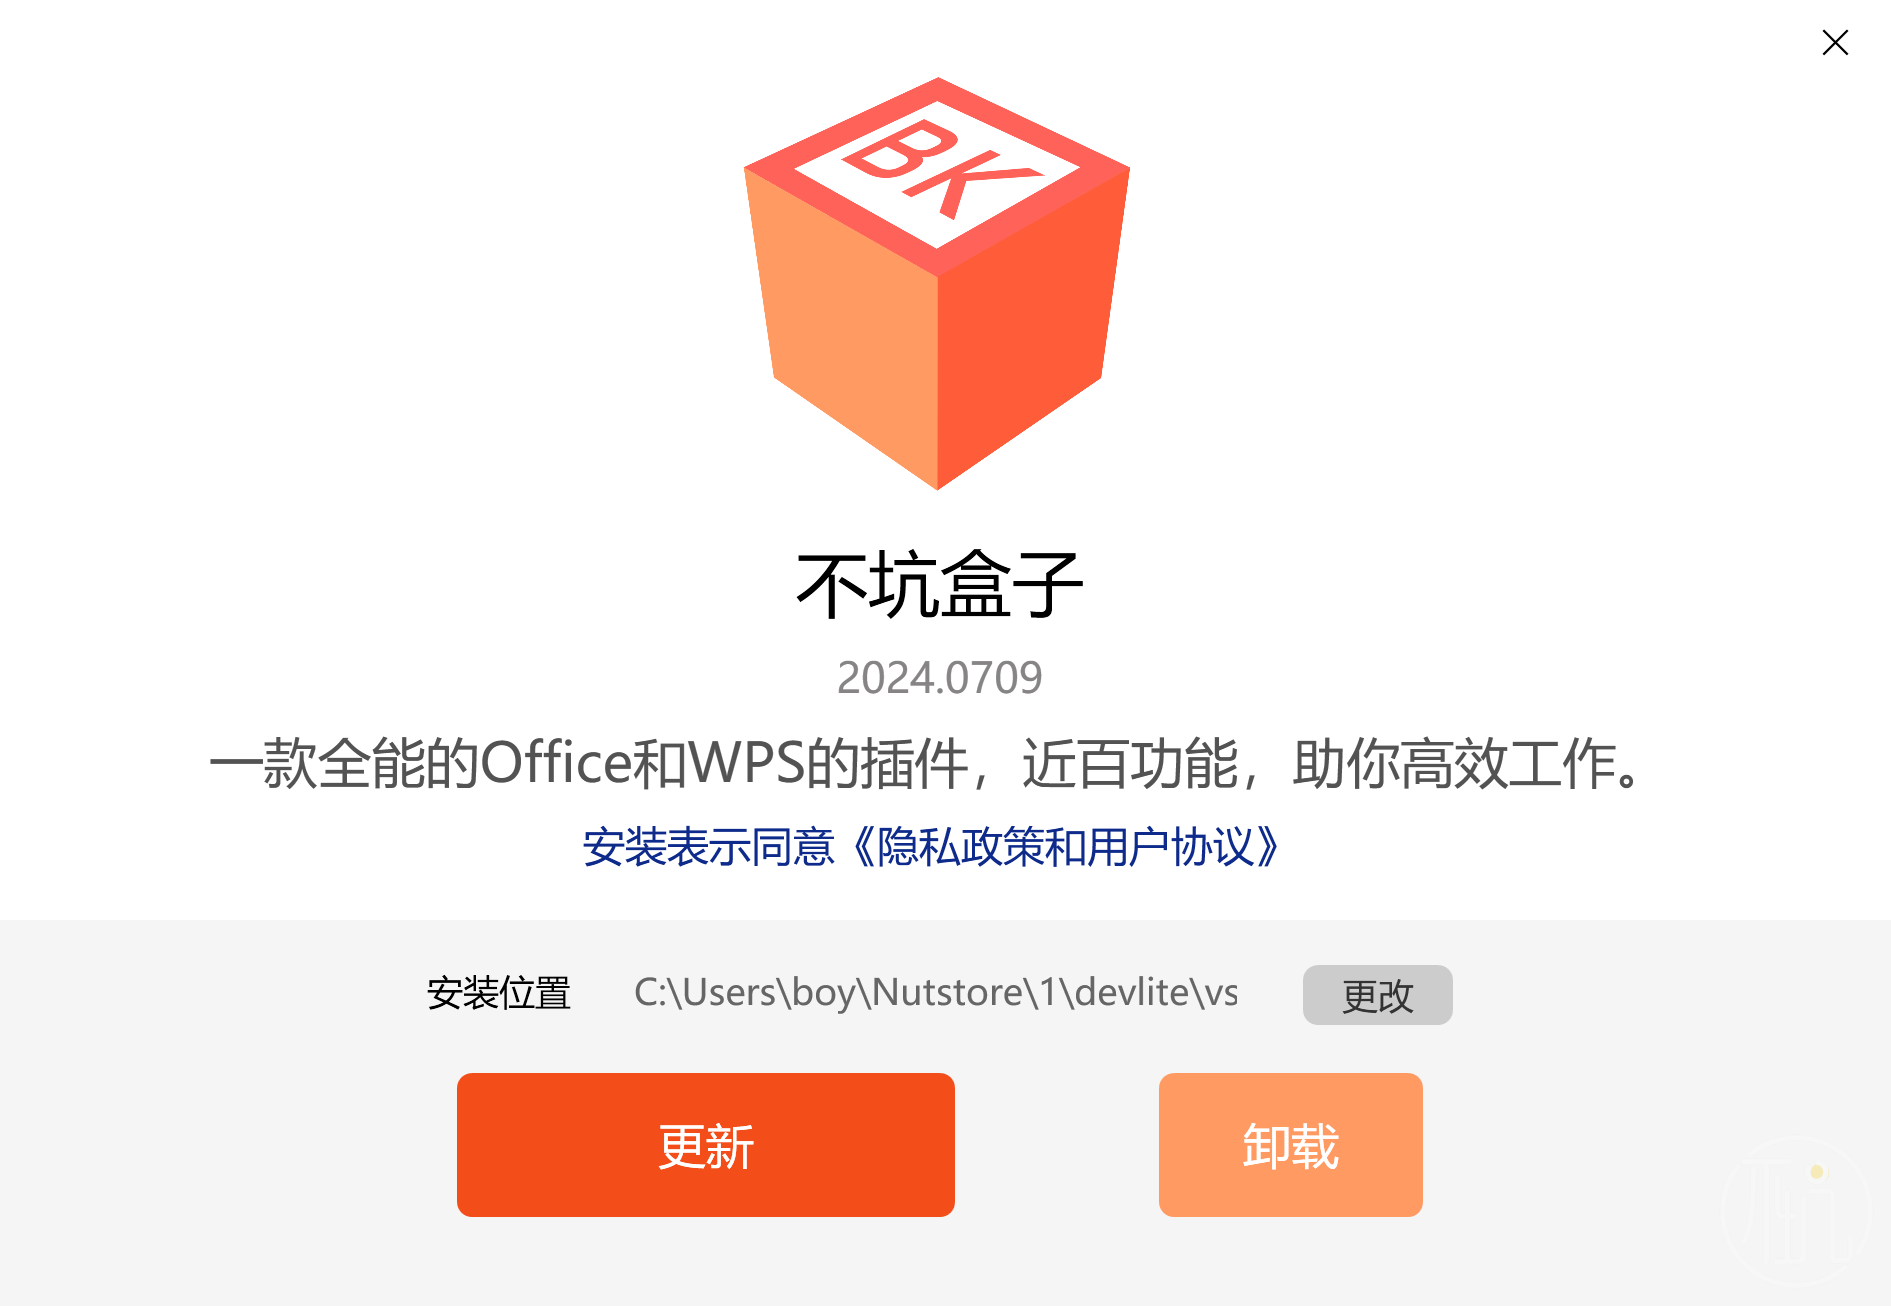 BK
不坑盒子
2024.0709
一款全能的Office和WPS的插件，近百功能，助你高效工作。
安装表示同意《隐私政策和用户协议》
安装位置 C:\Users\boy\Nutstore\1\devlite\vs 更改
更新 卸载